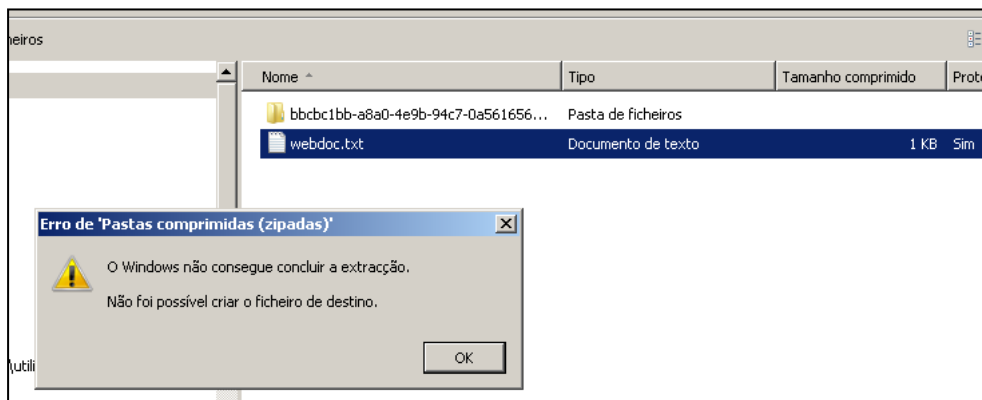 heiros
Nome Tipo Tamanho comprimido Prot
bbcbc1bb-a8a0-4e9b-94c7-0a561656... Pasta de ficheiros
webdoc.txt Documento de texto 1 KB Sim
Erro de 'Pastas comprimidas (zipadas)'
O Windows não consegue concluir a extracção.
Não foi possível criar o ficheiro de destino.
OK
\utili